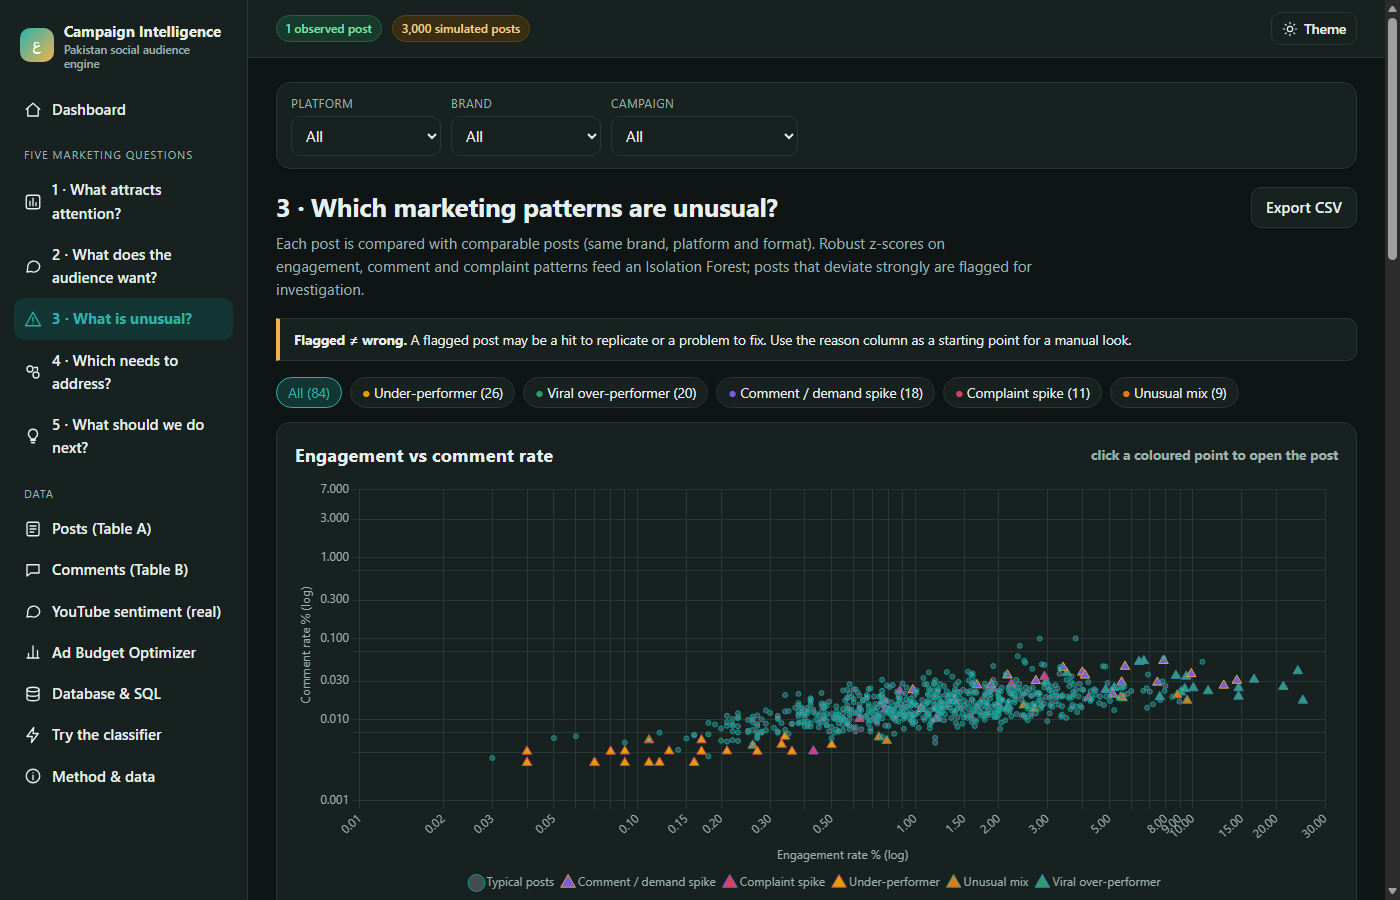 ع
Campaign Intelligence
Pakistan social audience
engine
Dashboard
FIVE MARKETING QUESTIONS
1 · What attracts
attention?
2 · What does the
audience want?
3 · What is unusual?
4 · Which needs to
address?
5 · What should we do
next?
DATA
Posts (Table A)
Comments (Table B)
YouTube sentiment (real)
Ad Budget Optimizer
Database & SQL
Try the classifier
Method & data
1 observed post
3,000 simulated posts
Theme
PLATFORM BRAND CAMPAIGN
All All All
3 · Which marketing patterns are unusual?
Export CSV
Each post is compared with comparable posts (same brand, platform and format). Robust z-scores on
engagement, comment and complaint patterns feed an Isolation Forest; posts that deviate strongly are flagged for
investigation.
Flagged ≠ wrong. A flagged post may be a hit to replicate or a problem to fix. Use the reason column as a starting point for a manual look.
All (84) Under-performer (26) Viral over-performer (20) Comment / demand spike (18) Complaint spike (11) Unusual mix (9)
Engagement vs comment rate
click a coloured point to open the post
Comment rate % (log)
7.000
3.000
1.000
0.300
0.100
0.030
0.010
0.001
0.01 0.02 0.03 0.05 0.10 0.15 0.20 0.30 0.50 1.00 1.50 2.00 3.00 5.00 8.00 9.00 10.00 15.00 20.00 30.00
Engagement rate % (log)
Typical posts Comment / demand spike Complaint spike Under-performer Unusual mix Viral over-performer